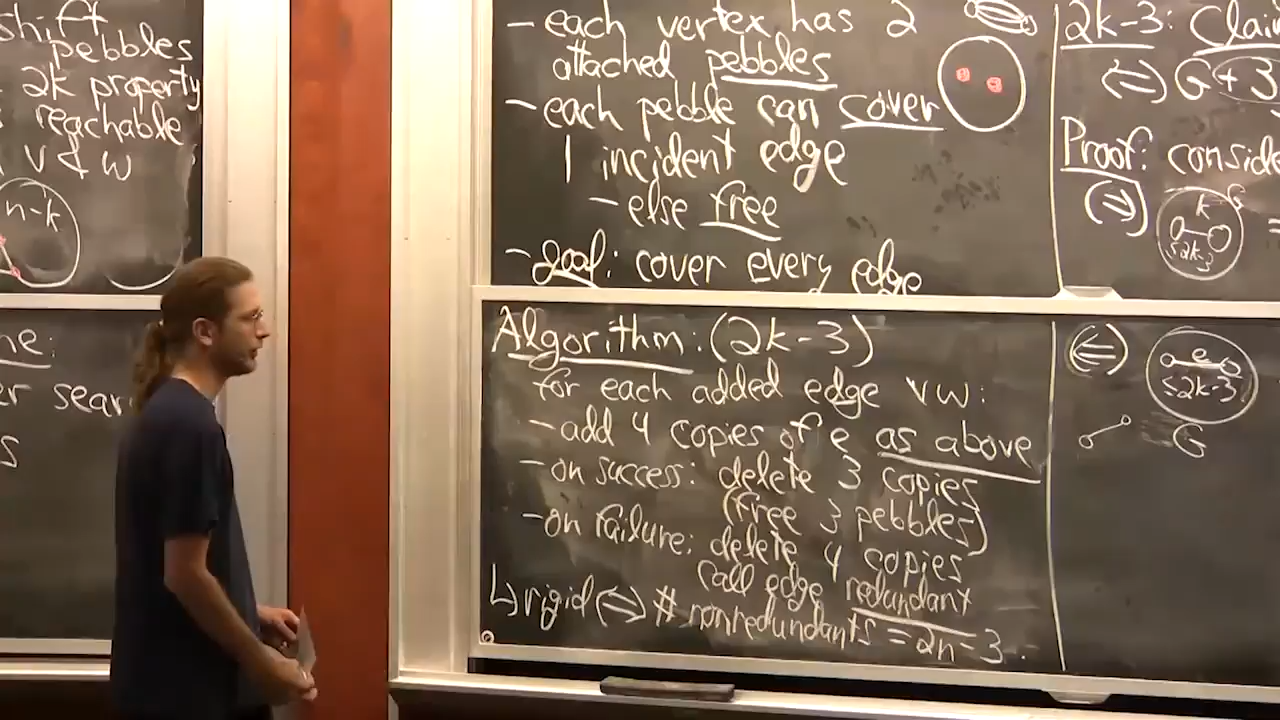 shift
pebbles
2k property
reachable
v & w
n-k
ne:
er sear
s
- each vertex has 2
attached pebbles
- each pebble can cover
1 incident edge
- else free
- goal: cover every edge
Algorithm: (2k-3)
for each added edge vw:
- add 4 copies of e as above
- on success: delete 3 copies
(free 3 pebbles)
- on failure: delete 4 copies
call edge redundant
↳ rigid ⟺ # nonredundants = 2n-3.
2k-3: Clai
⟺ G+3
Proof: conside
(⇒)
k G
≤2k-3
=
(⇐)
e
≤2k-3
G